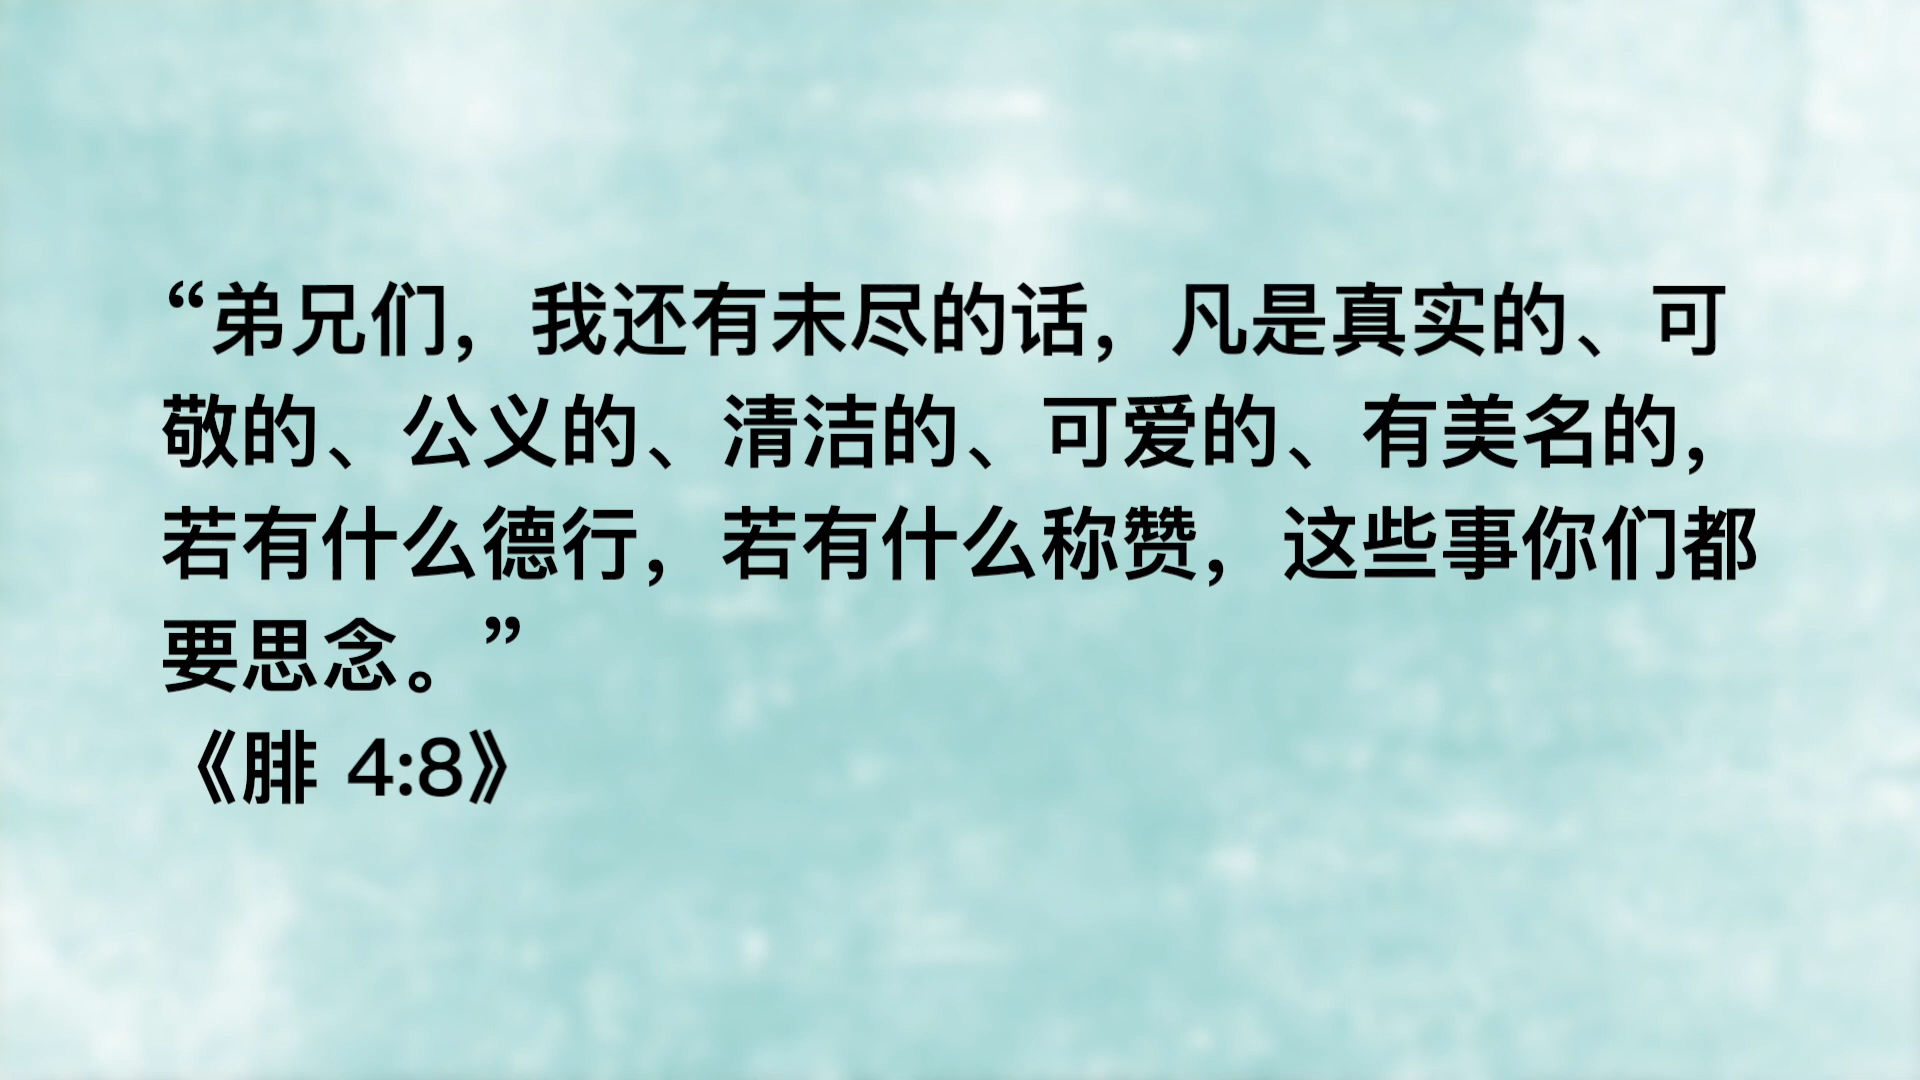 “弟兄们，我还有未尽的话，凡是真实的、可
敬的、公义的、清洁的、可爱的、有美名的，
若有什么德行，若有什么称赞，这些事你们都
要思念。”
《腓 4:8》